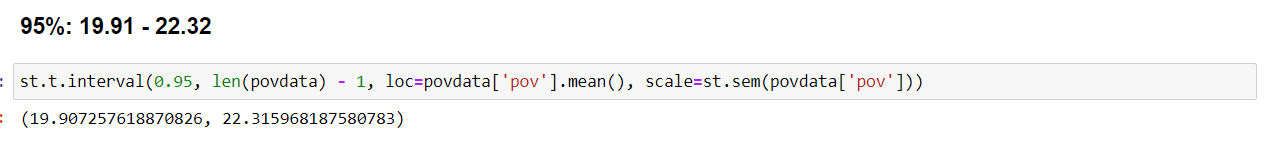 95%: 19.91 - 22.32
: st.t.interval(0.95, len(povdata) - 1, loc=povdata['pov'].mean(), scale=st.sem(povdata['pov']))
: (19.907257618870826, 22.315968187580783)